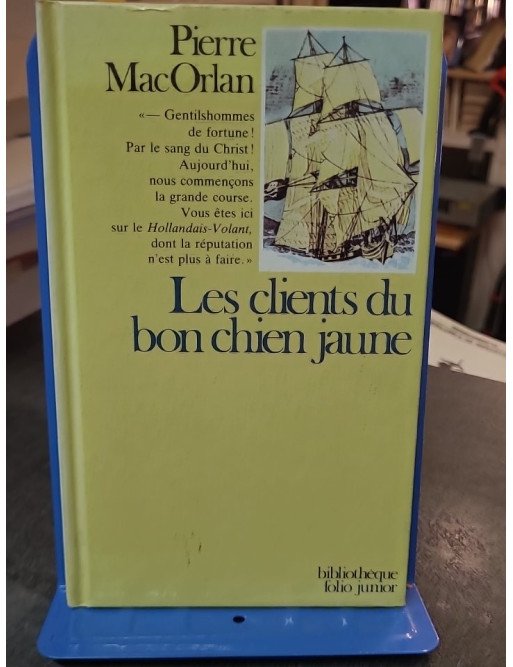 Pierre
MacOrlan
«— Gentilshommes
de fortune !
Par le sang du Christ !
Aujourd'hui,
nous commençons
la grande course.
Vous êtes ici
sur le Hollandais-Volant,
dont la réputation
n'est plus à faire. »
Les clients du
bon chien jaune
bibliothèque
folio junior